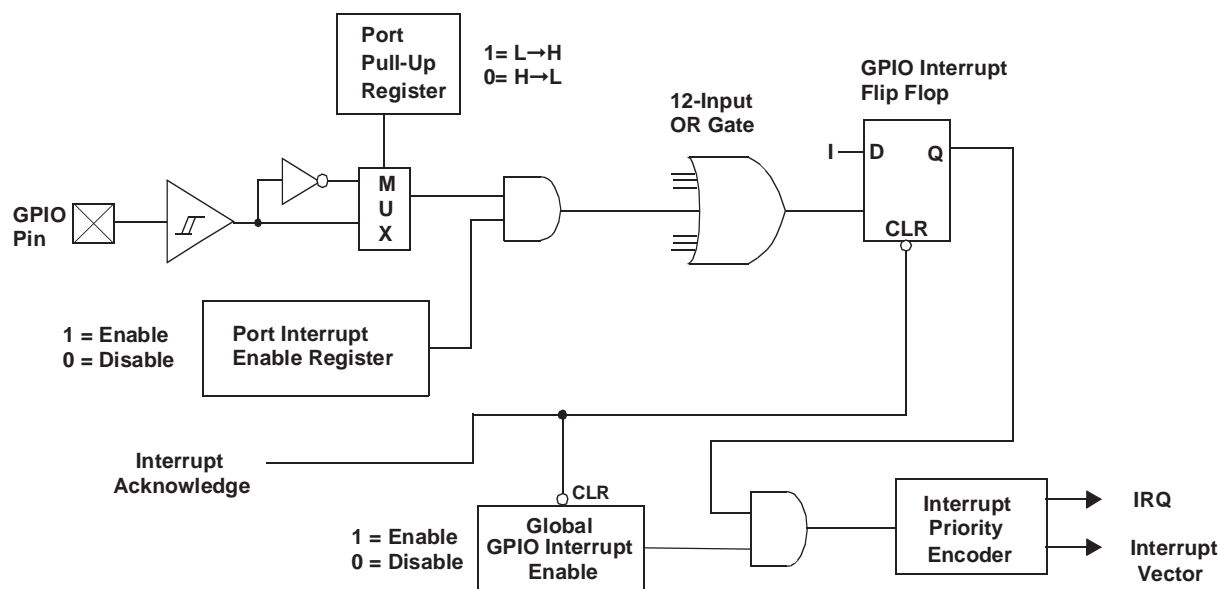 Port
Pull-Up
Register
1= L→H
0= H→L
GPIO Interrupt
Flip Flop
12-Input
OR Gate
I
D
Q
CLR
M
U
X
GPIO
Pin
1 = Enable
0 = Disable
Port Interrupt
Enable Register
Interrupt
Acknowledge
CLR
1 = Enable
0 = Disable
Global
GPIO Interrupt
Enable
Interrupt
Priority
Encoder
IRQ
Interrupt
Vector